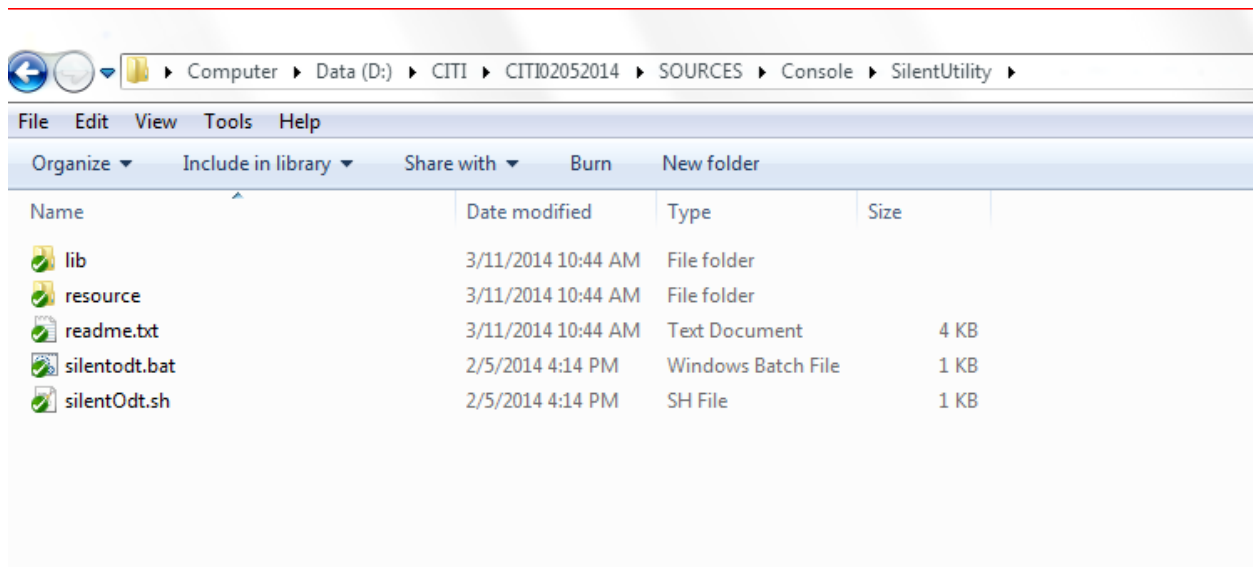 Computer Data (D:) CITI CITI02052014 SOURCES Console SilentUtility
File Edit View Tools Help
Organize Include in library Share with Burn New folder
Name Date modified Type Size
lib 3/11/2014 10:44 AM File folder
resource 3/11/2014 10:44 AM File folder
readme.txt 3/11/2014 10:44 AM Text Document 4 KB
silentodt.bat 2/5/2014 4:14 PM Windows Batch File 1 KB
silentOdt.sh 2/5/2014 4:14 PM SH File 1 KB